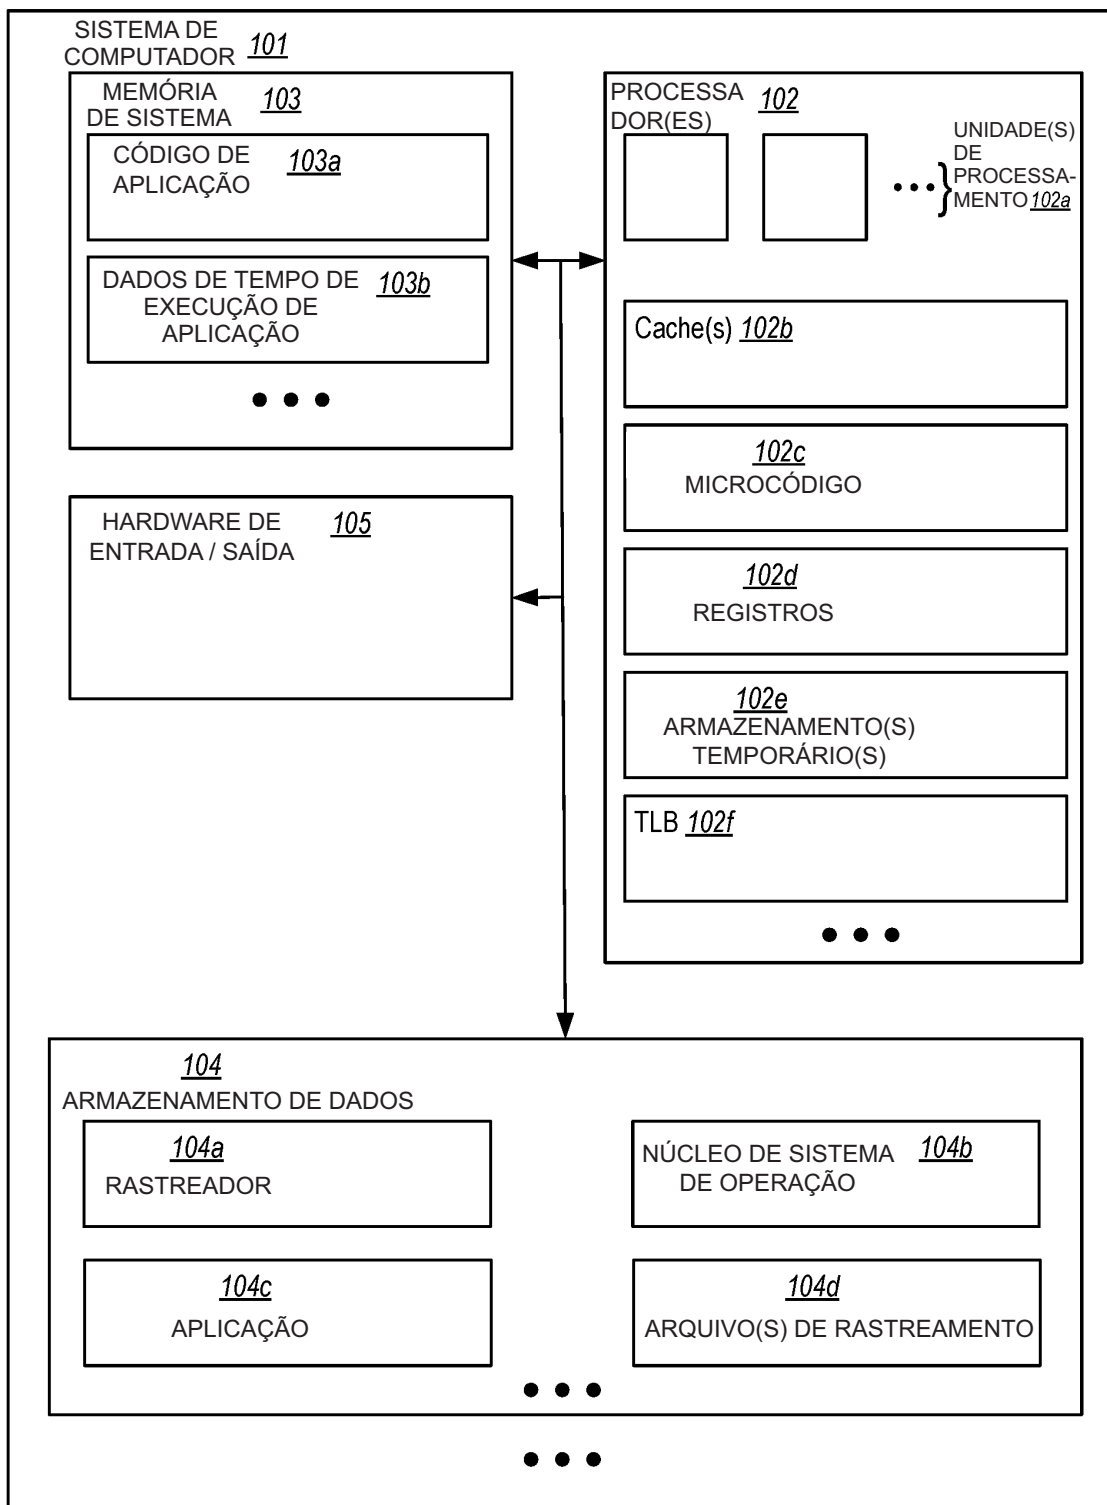 SISTEMA DE
COMPUTADOR 101
MEMÓRIA
DE SISTEMA 103
CÓDIGO DE
APLICAÇÃO 103a
DADOS DE TEMPO DE
EXECUÇÃO DE
APLICAÇÃO 103b
HARDWARE DE
ENTRADA / SAÍDA 105
PROCESSA
DOR(ES) 102
UNIDADE(S)
DE
PROCESSA-
MENTO 102a
Cache(s) 102b
102c
MICROCÓDIGO
102d
REGISTROS
102e
ARMAZENAMENTO(S)
TEMPORÁRIO(S)
TLB 102f
104
ARMAZENAMENTO DE DADOS
104a
RASTREADOR
NÚCLEO DE SISTEMA
DE OPERAÇÃO 104b
104c
APLICAÇÃO
104d
ARQUIVO(S) DE RASTREAMENTO